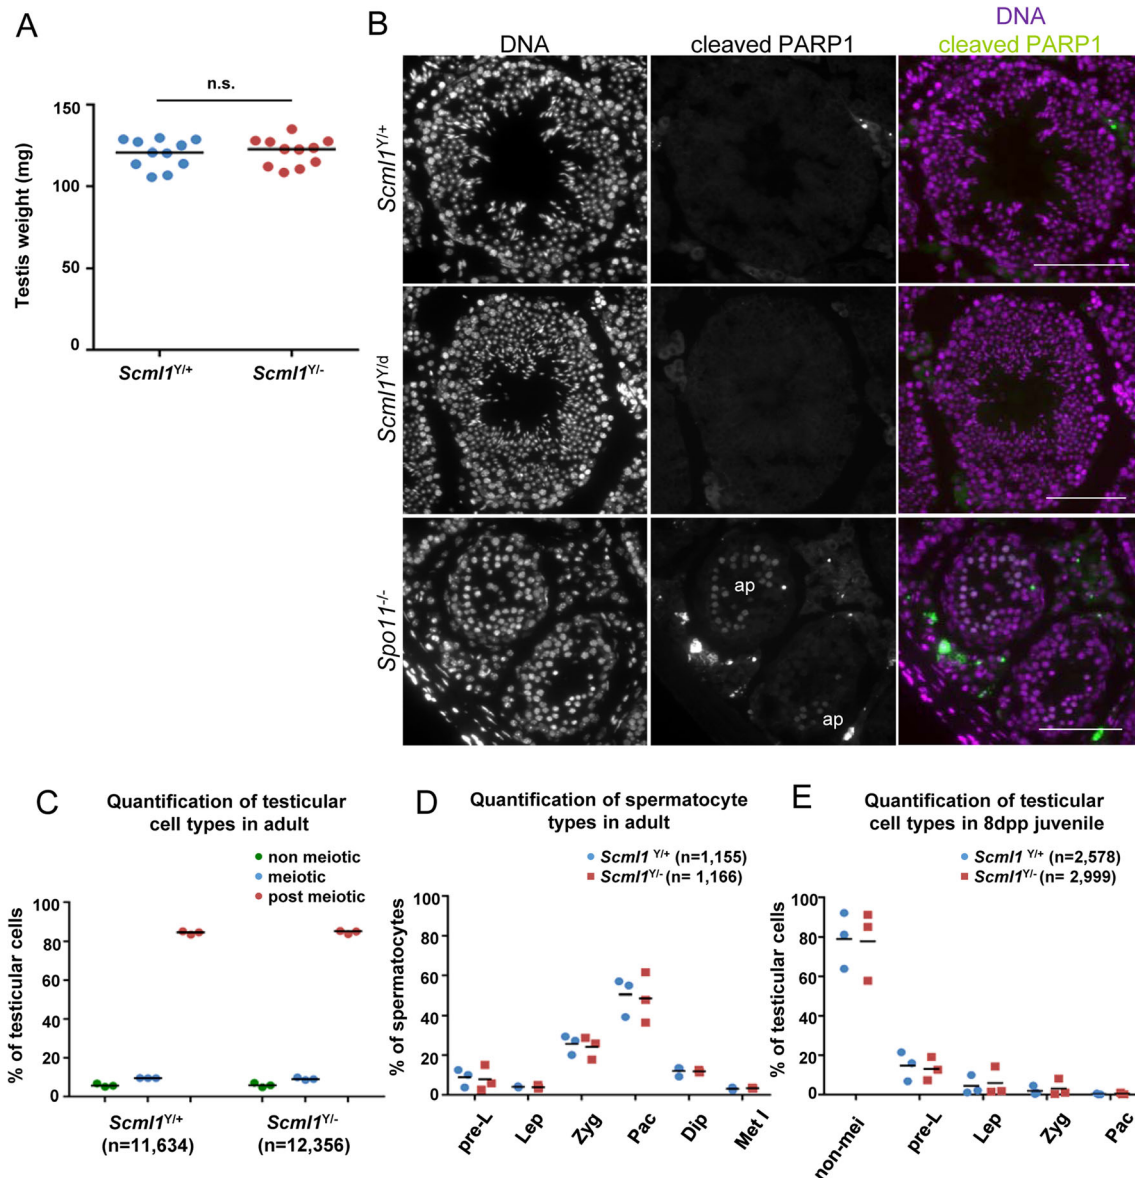 A
n.s.
Testis weight (mg)
150
100
50
0
Scml1Y/+
Scml1Y/-
B
DNA
cleaved PARP1
DNA
cleaved PARP1
Scml1Y/+
Scml1Y/d
Spo11-/-
ap
ap
C
Quantification of testicular
cell types in adult
non meiotic
meiotic
post meiotic
% of testicular cells
100
80
60
40
20
0
Scml1Y/+
(n=11,634)
Scml1Y/-
(n=12,356)
D
Quantification of spermatocyte
types in adult
Scml1 Y/+ (n=1,155)
Scml1Y/- (n= 1,166)
% of spermatocytes
100
80
60
40
20
0
pre-L
Lep
Zyg
Pac
Dip
Met I
E
Quantification of testicular
cell types in 8dpp juvenile
Scml1 Y/+ (n=2,578)
Scml1Y/- (n= 2,999)
% of testicular cells
100
80
60
40
20
0
non-mei
pre-L
Lep
Zyg
Pac